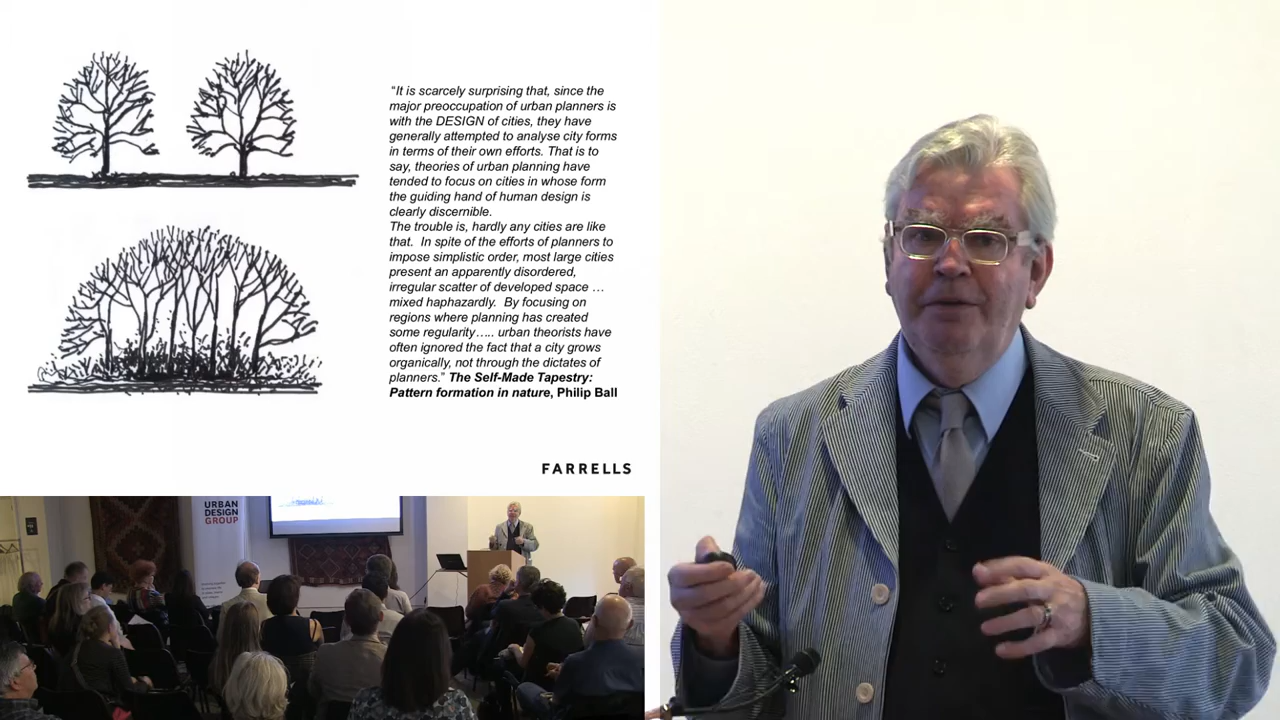 “It is scarcely surprising that, since the
major preoccupation of urban planners is
with the DESIGN of cities, they have
generally attempted to analyse city forms
in terms of their own efforts. That is to
say, theories of urban planning have
tended to focus on cities in whose form
the guiding hand of human design is
clearly discernible.
The trouble is, hardly any cities are like
that.  In spite of the efforts of planners to
impose simplistic order, most large cities
present an apparently disordered,
irregular scatter of developed space …
mixed haphazardly.  By focusing on
regions where planning has created
some regularity….. urban theorists have
often ignored the fact that a city grows
organically, not through the dictates of
planners.” The Self-Made Tapestry:
Pattern formation in nature, Philip Ball
FARRELLS
URBAN
DESIGN
GROUP